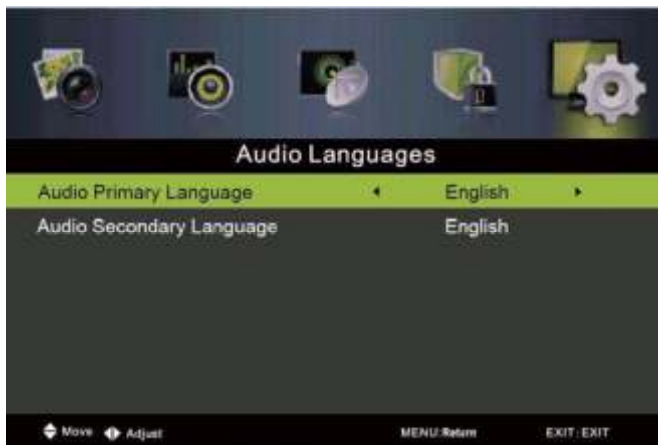 Audio Languages
Audio Primary Language English
Audio Secondary Language English
Move Adjust MENU:Return EXIT:EXIT